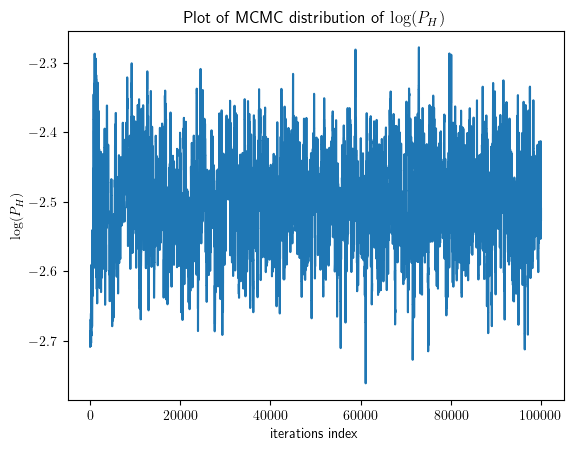 Plot of MCMC distribution of log(P_H)
−2.3
−2.4
−2.5
−2.6
−2.7
log(P_H)
0 20000 40000 60000 80000 100000
iterations index